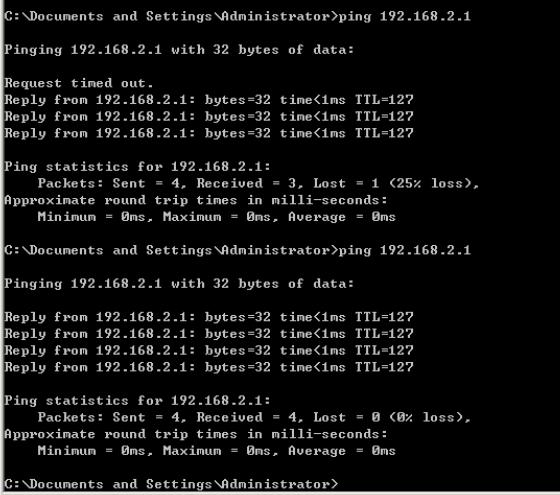 C:\Documents and Settings\Administrator>ping 192.168.2.1
Pinging 192.168.2.1 with 32 bytes of data:
Request timed out.
Reply from 192.168.2.1: bytes=32 time<1ms TTL=127
Reply from 192.168.2.1: bytes=32 time<1ms TTL=127
Reply from 192.168.2.1: bytes=32 time<1ms TTL=127
Ping statistics for 192.168.2.1:
    Packets: Sent = 4, Received = 3, Lost = 1 (25% loss),
Approximate round trip times in milli-seconds:
    Minimum = 0ms, Maximum = 0ms, Average = 0ms
C:\Documents and Settings\Administrator>ping 192.168.2.1
Pinging 192.168.2.1 with 32 bytes of data:
Reply from 192.168.2.1: bytes=32 time<1ms TTL=127
Reply from 192.168.2.1: bytes=32 time<1ms TTL=127
Reply from 192.168.2.1: bytes=32 time<1ms TTL=127
Reply from 192.168.2.1: bytes=32 time<1ms TTL=127
Ping statistics for 192.168.2.1:
    Packets: Sent = 4, Received = 4, Lost = 0 (0% loss),
Approximate round trip times in milli-seconds:
    Minimum = 0ms, Maximum = 0ms, Average = 0ms
C:\Documents and Settings\Administrator>